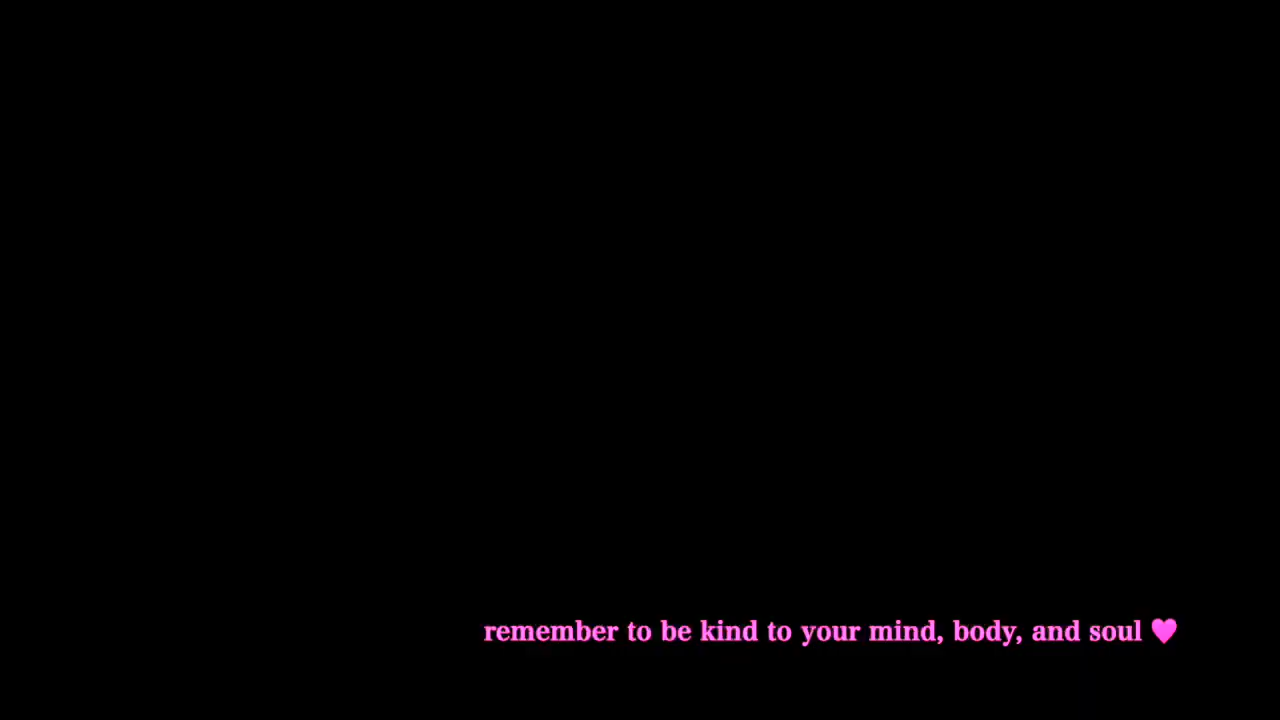 remember to be kind to your mind, body, and soul ♥